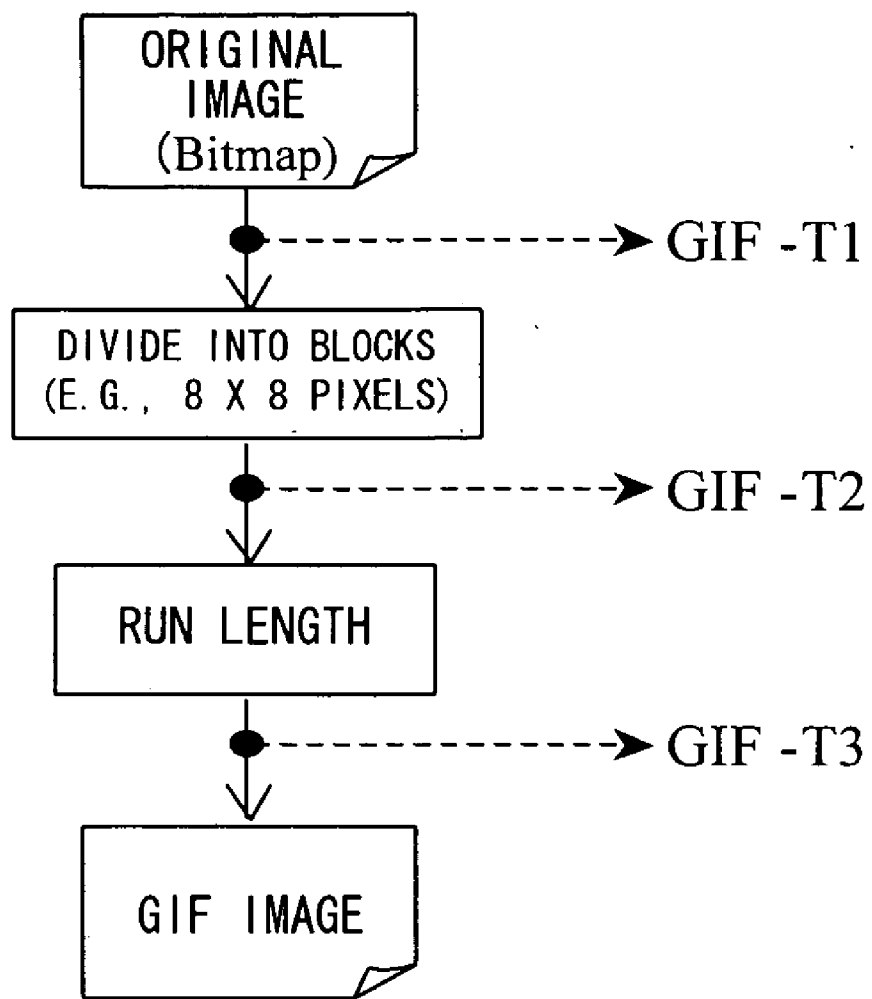 ORIGINAL
IMAGE
(Bitmap)
GIF -T1
DIVIDE INTO BLOCKS
(E.G., 8 X 8 PIXELS)
GIF -T2
RUN LENGTH
GIF -T3
GIF IMAGE